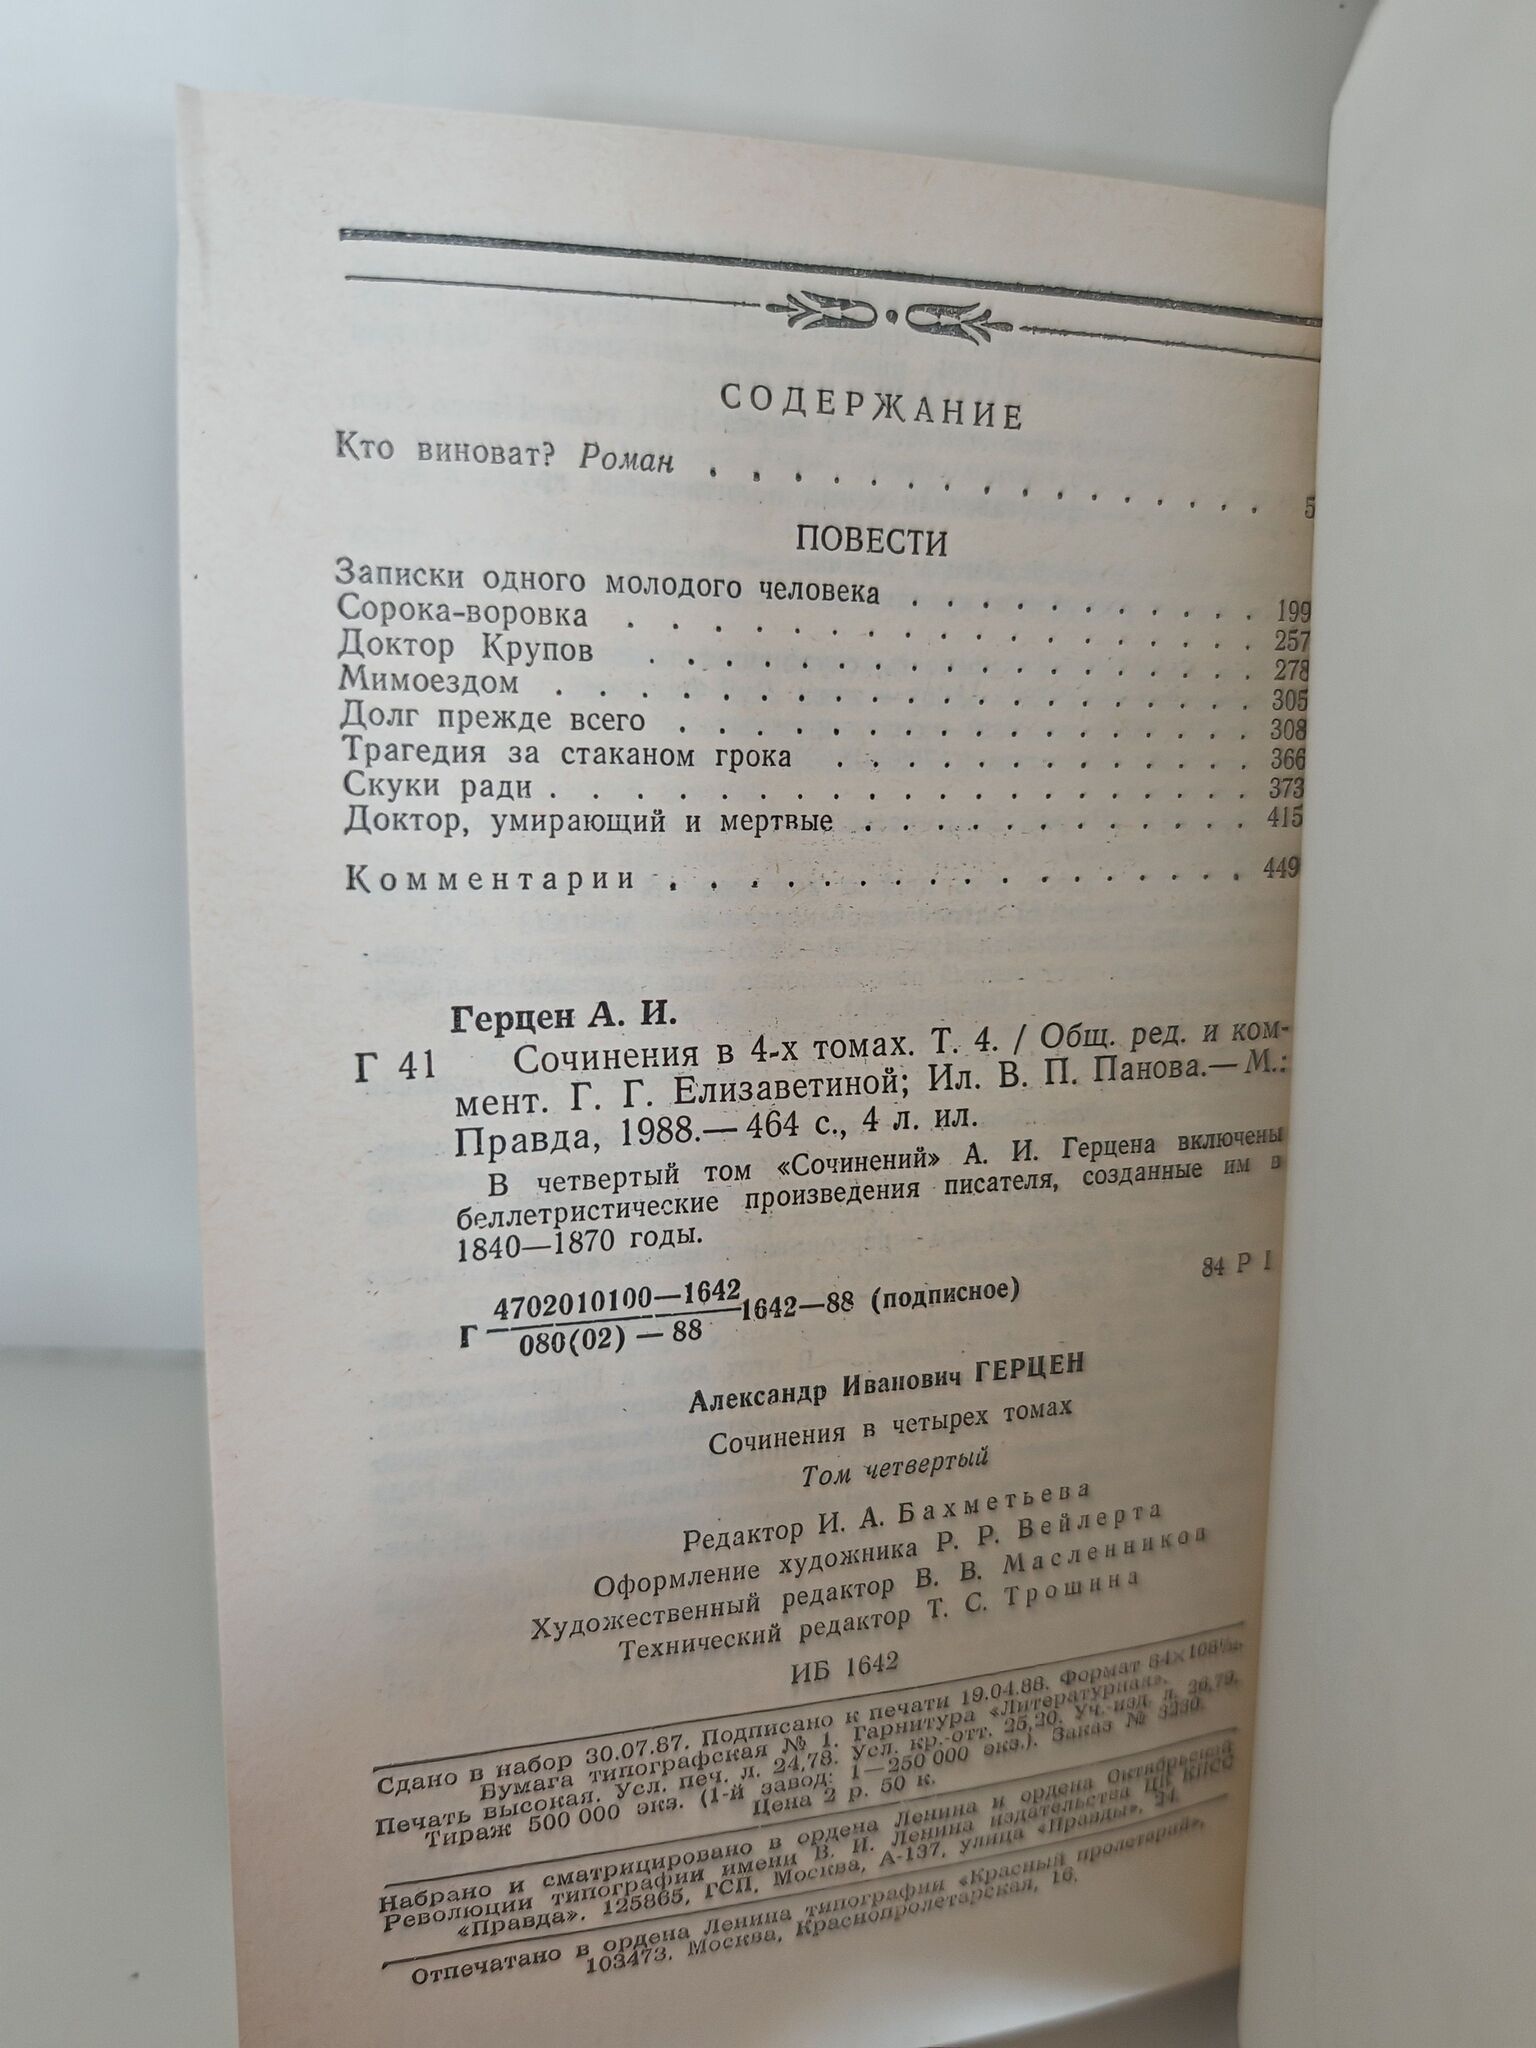 СОДЕРЖАНИЕ
Кто виноват? Роман . . . . . . . . . . . . . . . 5
ПОВЕСТИ
Записки одного молодого человека . . . . . . . . . . 199
Сорока-воровка . . . . . . . . . . . . . . . 257
Доктор Крупов . . . . . . . . . . . . . . . 278
Мимоездом . . . . . . . . . . . . . . . . . 305
Долг прежде всего . . . . . . . . . . . . . . 308
Трагедия за стаканом грока . . . . . . . . . . . 366
Скуки ради . . . . . . . . . . . . . . . . 373
Доктор, умирающий и мертвые . . . . . . . . . . . 415
Комментарии . . . . . . . . . . . . . . . 449
Герцен А. И.
Г 41 Сочинения в 4-х томах. Т. 4. / Общ. ред. и ком-
мент. Г. Г. Елизаветиной; Ил. В. П. Панова.— М.:
Правда, 1988.— 464 с., 4 л. ил.
В четвертый том «Сочинений» А. И. Герцена включены
беллетристические произведения писателя, созданные им в
1840—1870 годы.
84 Р 1
4702010100—1642
Г ——— 1642—88 (подписное)
080(02) — 88
Александр Иванович ГЕРЦЕН
Сочинения в четырех томах
Том четвертый
Редактор И. А. Бахметьева
Оформление художника Р. Р. Вейлерта
Художественный редактор В. В. Масленников
Технический редактор Т. С. Трошина
ИБ 1642
Сдано в набор 30.07.87. Подписано к печати 19.04.88. Формат 84×108¹/₃₂.
Бумага типографская № 1. Гарнитура «Литературная».
Печать высокая. Усл. печ. л. 24,78. Усл. кр.-отт. 25,20. Уч.-изд. л. 26,79.
Тираж 500 000 экз. (1-й завод: 1—250 000 экз.). Заказ № 3230.
Цена 2 р. 50 к.
Набрано и сматрицировано в ордена Ленина и ордена Октябрьской
Революции типографии имени В. И. Ленина издательства ЦК КПСС
«Правда». 125865, ГСП, Москва, А-137, улица «Правды», 24.
Отпечатано в ордена Ленина типографии «Красный пролетарий»,
103473, Москва, Краснопролетарская, 16.